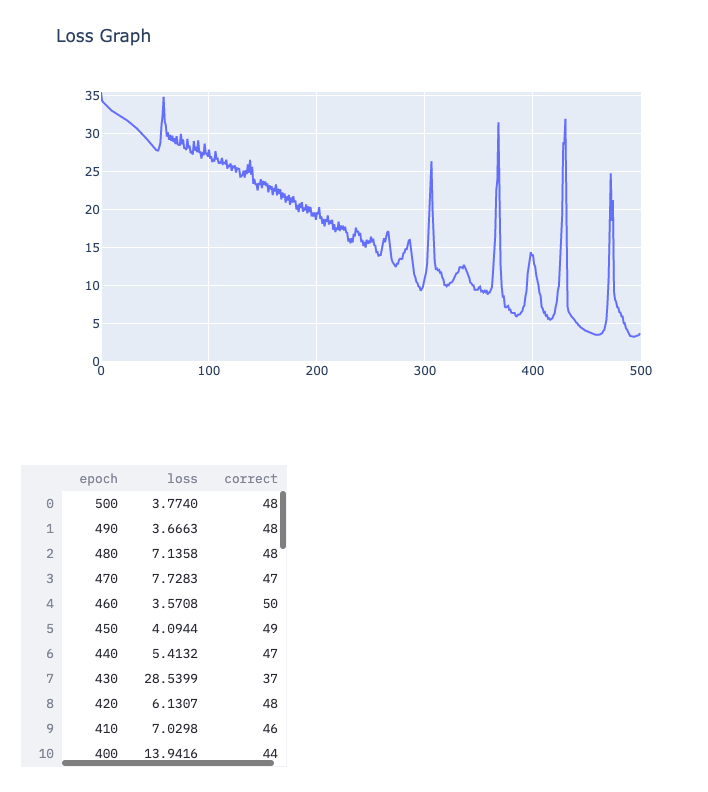 Loss Graph
35
30
25
20
15
10
5
0
0 100 200 300 400 500
epoch loss correct
0 500 3.7740 48
1 490 3.6663 48
2 480 7.1358 48
3 470 7.7283 47
4 460 3.5708 50
5 450 4.0944 49
6 440 5.4132 47
7 430 28.5399 37
8 420 6.1307 48
9 410 7.0298 46
10 400 13.9416 44